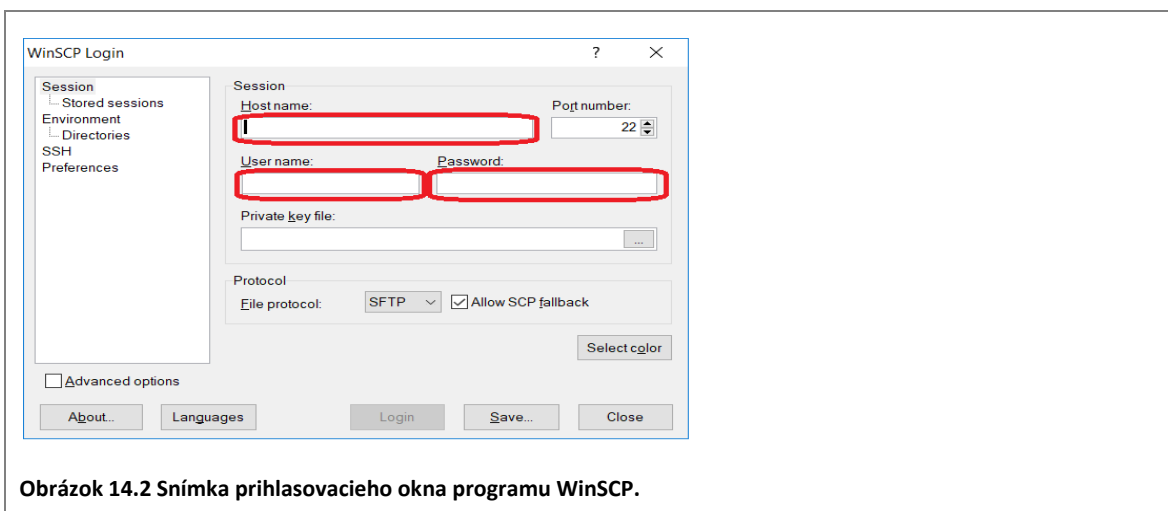 WinSCP Login
Session
Stored sessions
Environment
Directories
SSH
Preferences
Session
Host name:
Port number:
22
User name:
Password:
Private key file:
...
Protocol
File protocol:
SFTP
Allow SCP fallback
Select color
Advanced options
About...
Languages
Login
Save...
Close
Obrázok 14.2 Snímka prihlasovacieho okna programu WinSCP.